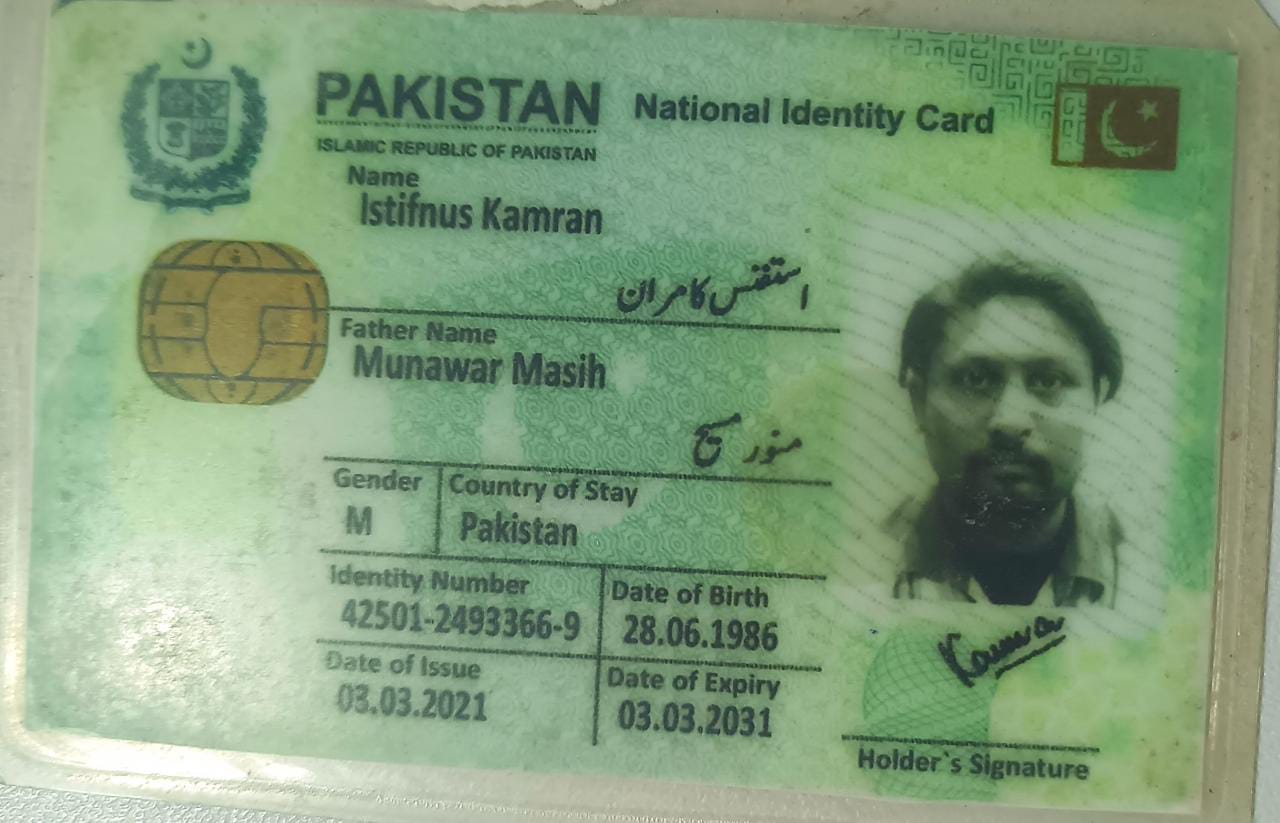 PAKISTAN National Identity Card
ISLAMIC REPUBLIC OF PAKISTAN
Name
Istifnus Kamran
استفنس کامران
Father Name
Munawar Masih
منور مسیح
Gender Country of Stay
M Pakistan
Identity Number Date of Birth
42501-2493366-9 28.06.1986
Date of Issue Date of Expiry
03.03.2021 03.03.2031
Kamran
Holder`s Signature